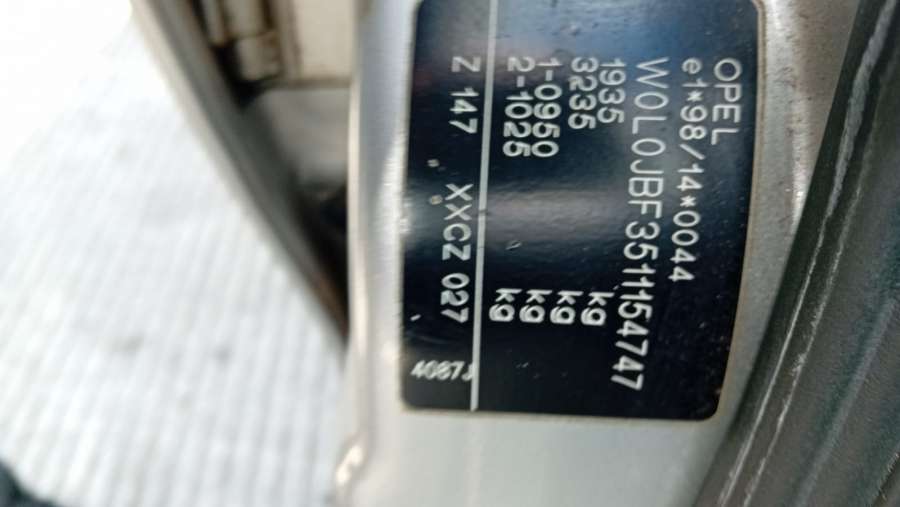 OPEL
e1*98/14*0044
W0L0JBF3511154747
1935 kg
3235 kg
1-0950 kg
2-1025 kg
Z 147 XXCZ 027
4087J